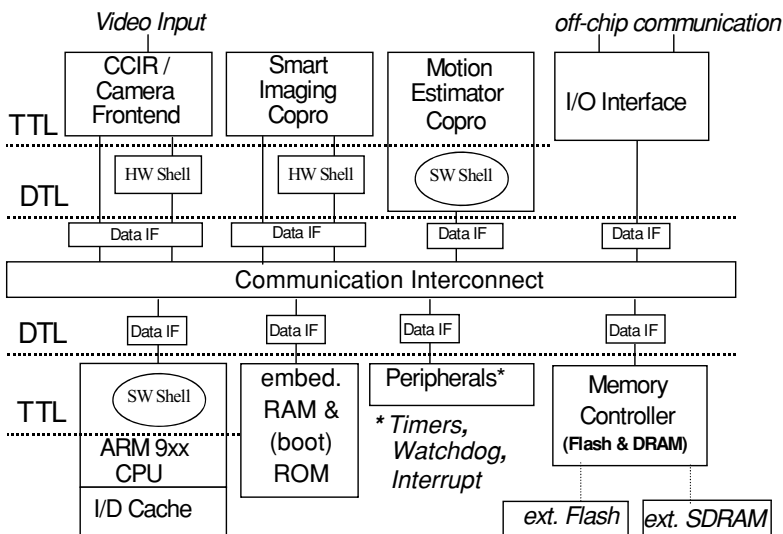 Video Input
off-chip communication
CCIR /
Camera
Frontend
Smart
Imaging
Copro
Motion
Estimator
Copro
I/O Interface
TTL
HW Shell
HW Shell
SW Shell
DTL
Data IF
Data IF
Data IF
Data IF
Communication Interconnect
DTL
Data IF
Data IF
Data IF
Data IF
TTL
SW Shell
ARM 9xx
CPU
I/D Cache
embed.
RAM &
(boot)
ROM
Peripherals*
* Timers,
Watchdog,
Interrupt
Memory
Controller
(Flash & DRAM)
ext. Flash
ext. SDRAM